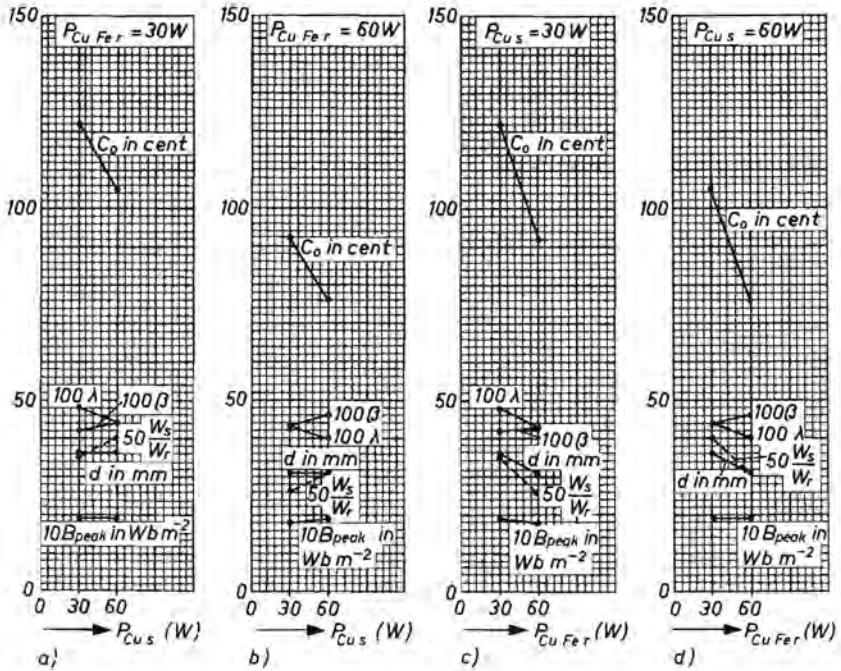 150
P_Cu Fe r = 30W
C_o in cent
100
50
100 λ
100 β
50 W_s/W_r
d in mm
10 B_peak in Wb m⁻²
0
0 30 60
→ P_Cu s (W)
a)
150
P_Cu Fe r = 60W
C_o in cent
100
50
100 β
100 λ
d in mm
50 W_s/W_r
10 B_peak in
Wb m⁻²
0
0 30 60
→ P_Cu s (W)
b)
150
P_Cu s = 30W
C_o in cent
100
50
100 λ
100 β
d in mm
50 W_s/W_r
10 B_peak in
Wb m⁻²
0
0 30 60
→ P_Cu Fe r (W)
c)
150
P_Cu s = 60W
C_o in cent
100
50
100 β
100 λ
50 W_s/W_r
d in mm
10 B_peak in
Wb m⁻²
0
0 30 60
→ P_Cu Fe r (W)
d)